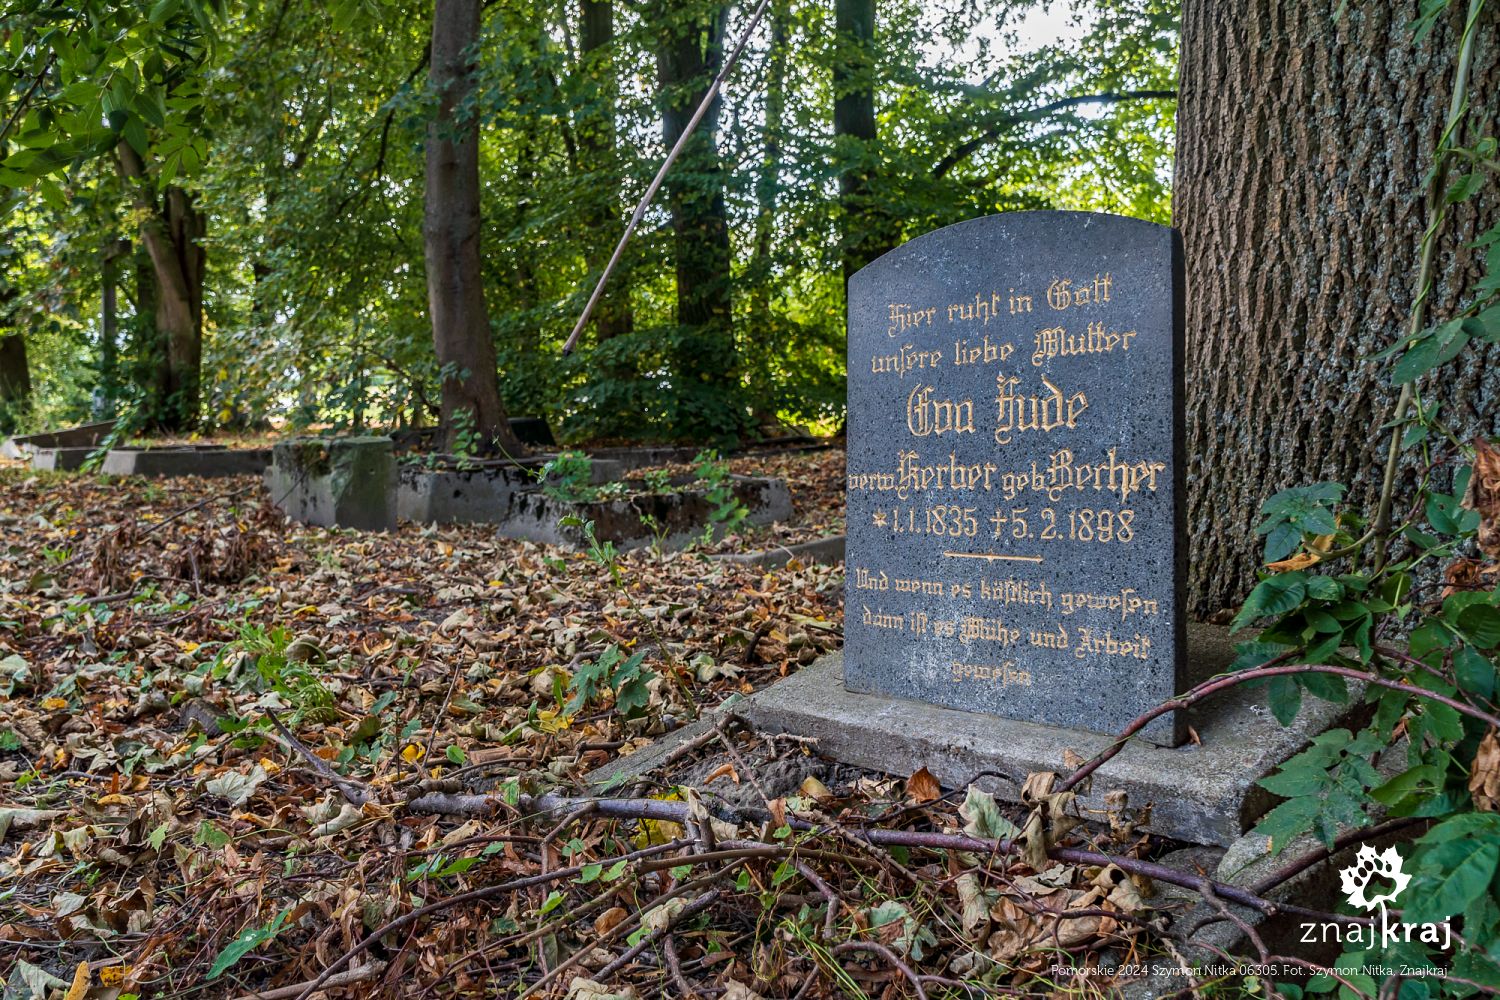 Hier ruht in Gott
unsere liebe Mutter
Eva Jude
verw. Kerber geb. Bercher
* 1.1.1835 † 5.2.1898
Und wenn es köstlich gewesen
dann ist es Mühe und Arbeit
gewesen
znajkraj
Pomorskie 2024 Szymon Nitka 06305. Fot. Szymon Nitka, Znajkraj